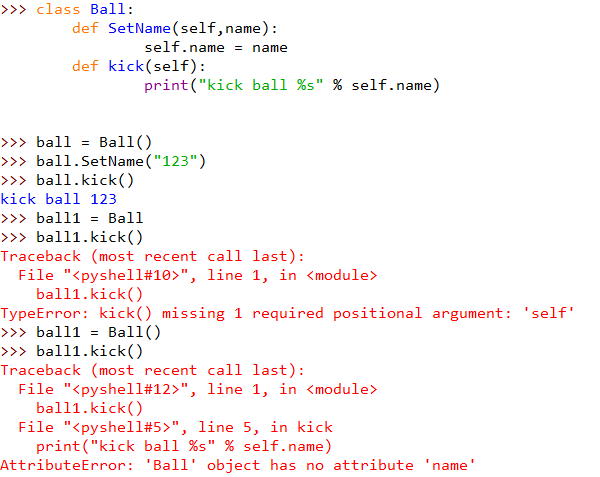 >>> class Ball:
        def SetName(self,name):
                self.name = name
        def kick(self):
                print("kick ball %s" % self.name)
>>> ball = Ball()
>>> ball.SetName("123")
>>> ball.kick()
kick ball 123
>>> ball1 = Ball
>>> ball1.kick()
Traceback (most recent call last):
  File "<pyshell#10>", line 1, in <module>
    ball1.kick()
TypeError: kick() missing 1 required positional argument: 'self'
>>> ball1 = Ball()
>>> ball1.kick()
Traceback (most recent call last):
  File "<pyshell#12>", line 1, in <module>
    ball1.kick()
  File "<pyshell#5>", line 5, in kick
    print("kick ball %s" % self.name)
AttributeError: 'Ball' object has no attribute 'name'